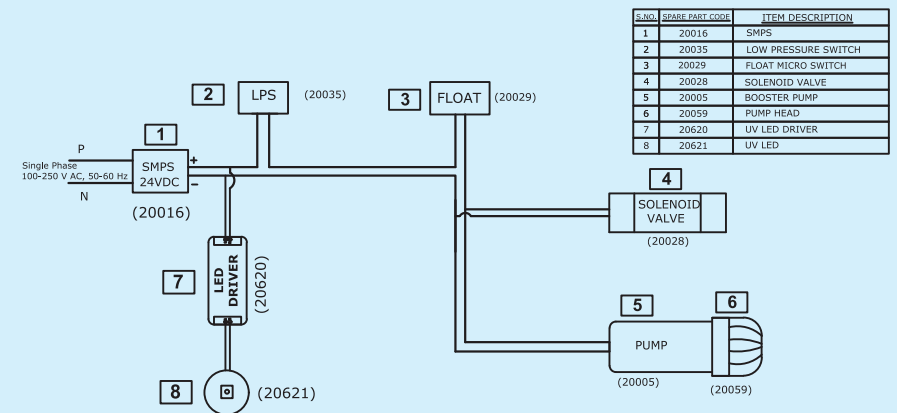 S.NO. SPARE PART CODE ITEM DESCRIPTION
1 20016 SMPS
2 20035 LOW PRESSURE SWITCH
3 20029 FLOAT MICRO SWITCH
4 20028 SOLENOID VALVE
5 20005 BOOSTER PUMP
6 20059 PUMP HEAD
7 20620 UV LED DRIVER
8 20621 UV LED
2 LPS (20035)
3 FLOAT (20029)
1
P
Single Phase
100-250 V AC, 50-60 Hz
N
SMPS
24VDC
+
−
(20016)
4
SOLENOID
VALVE
(20028)
7
LED
DRIVER
(20620)
5
6
PUMP
(20005)
(20059)
8
(20621)